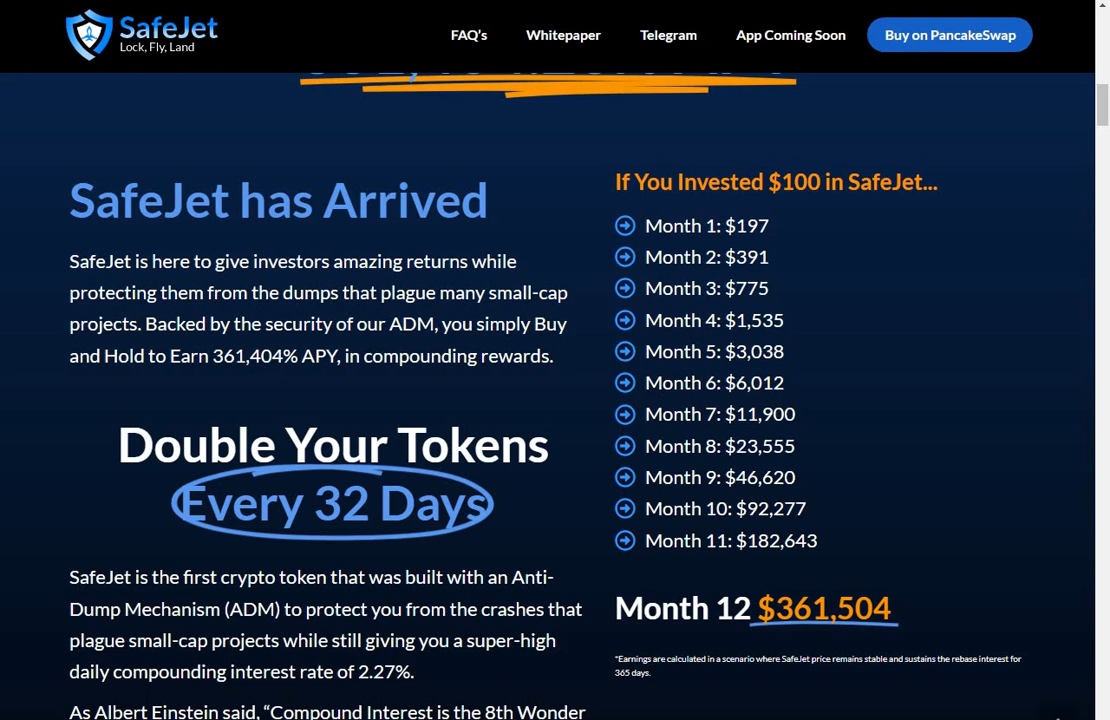 SafeJet
Lock, Fly, Land
FAQ's
Whitepaper
Telegram
App Coming Soon
Buy on PancakeSwap
SafeJet has Arrived
SafeJet is here to give investors amazing returns while
protecting them from the dumps that plague many small-cap
projects. Backed by the security of our ADM, you simply Buy
and Hold to Earn 361,404% APY, in compounding rewards.
Double Your Tokens
Every 32 Days
SafeJet is the first crypto token that was built with an Anti-
Dump Mechanism (ADM) to protect you from the crashes that
plague small-cap projects while still giving you a super-high
daily compounding interest rate of 2.27%.
As Albert Einstein said, “Compound Interest is the 8th Wonder
If You Invested $100 in SafeJet...
Month 1: $197
Month 2: $391
Month 3: $775
Month 4: $1,535
Month 5: $3,038
Month 6: $6,012
Month 7: $11,900
Month 8: $23,555
Month 9: $46,620
Month 10: $92,277
Month 11: $182,643
Month 12 $361,504
*Earnings are calculated in a scenario where SafeJet price remains stable and sustains the rebase interest for
365 days.